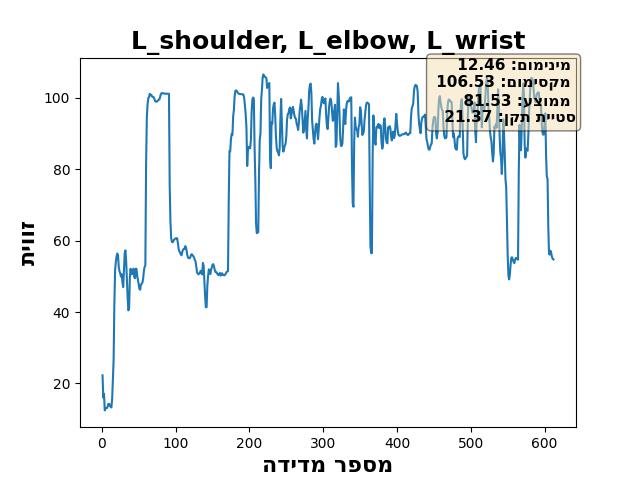 L_shoulder, L_elbow, L_wrist
מינימום: 12.46
מקסימום: 106.53
ממוצע: 81.53
סטיית תקן: 21.37
100
80
60
40
20
זווית
0 100 200 300 400 500 600
מספר מדידה